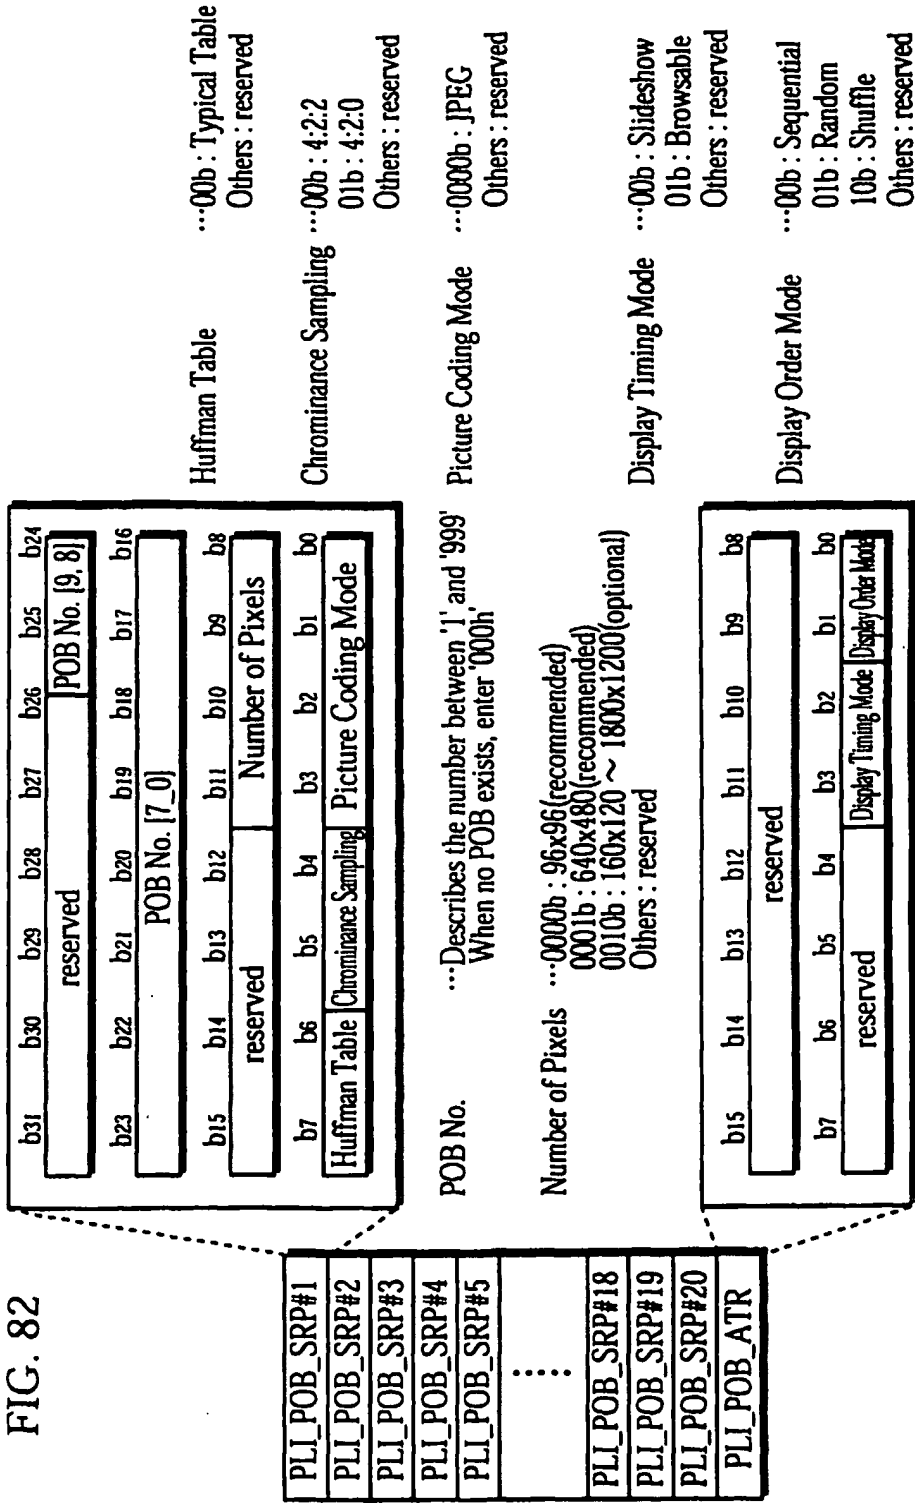 FIG. 82
PLI_POB_SRP#1
PLI_POB_SRP#2
PLI_POB_SRP#3
PLI_POB_SRP#4
PLI_POB_SRP#5
⋮
PLI_POB_SRP#18
PLI_POB_SRP#19
PLI_POB_SRP#20
PLI_POB_ATR
b31 b30 b29 b28 b27 b26 b25 b24
reserved POB No. [9, 8]
b23 b22 b21 b20 b19 b18 b17 b16
POB No. [7_0]
b15 b14 b13 b12 b11 b10 b9 b8
reserved Number of Pixels
b7 b6 b5 b4 b3 b2 b1 b0
Huffman Table Chrominance Sampling Picture Coding Mode
POB No. ···Describes the number between '1' and '999'
When no POB exists, enter '000h'
Number of Pixels ···0000b : 96x96(recommended)
0001b : 640x480(recommended)
0010b : 160x120 ~ 1800x1200(optional)
Others : reserved
b15 b14 b13 b12 b11 b10 b9 b8
reserved
b7 b6 b5 b4 b3 b2 b1 b0
reserved Display Timing Mode Display Order Mode
Huffman Table ···00b : Typical Table
Others : reserved
Chrominance Sampling ···00b : 4:2:2
01b : 4:2:0
Others : reserved
Picture Coding Mode ···0000b : JPEG
Others : reserved
Display Timing Mode ···00b : Slideshow
01b : Browsable
Others : reserved
Display Order Mode ···00b : Sequential
01b : Random
10b : Shuffle
Others : reserved